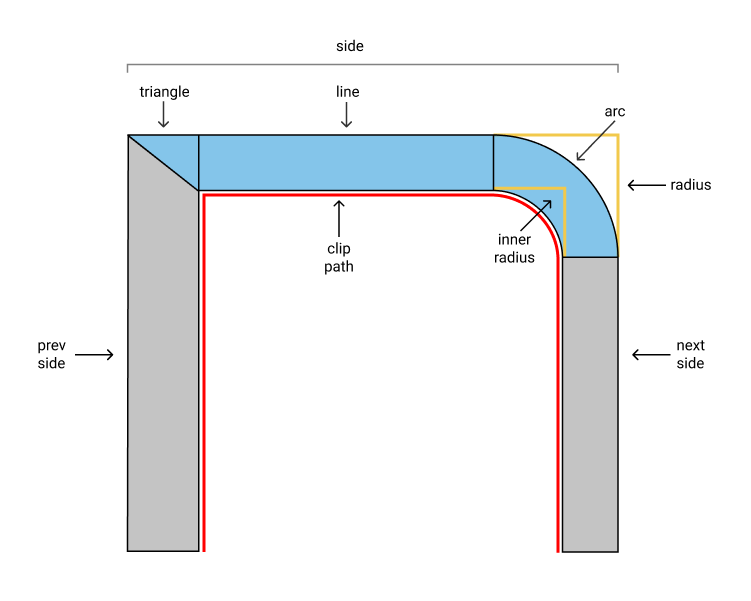 side
triangle
line
arc
radius
inner
radius
clip
path
prev
side
next
side